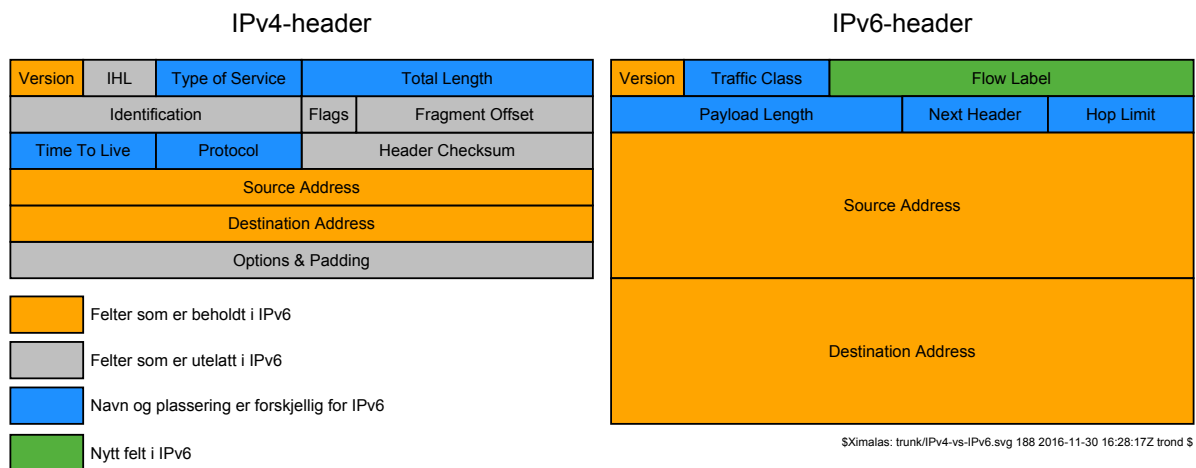 IPv4-header
Version IHL Type of Service Total Length
Identification Flags Fragment Offset
Time To Live Protocol Header Checksum
Source Address
Destination Address
Options & Padding
Felter som er beholdt i IPv6
Felter som er utelatt i IPv6
Navn og plassering er forskjellig for IPv6
Nytt felt i IPv6
IPv6-header
Version Traffic Class Flow Label
Payload Length Next Header Hop Limit
Source Address
Destination Address
$Ximalas: trunk/IPv4-vs-IPv6.svg 188 2016-11-30 16:28:17Z trond $